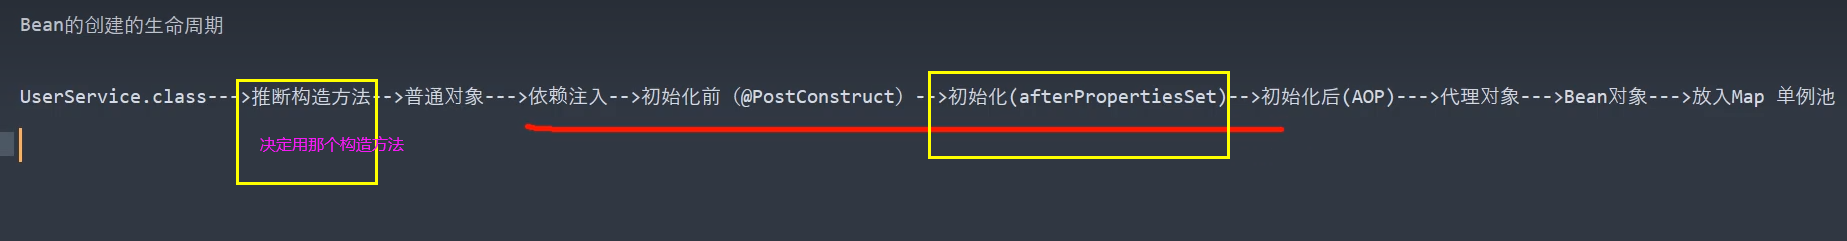 Bean的创建的生命周期
UserService.class--->推断构造方法-->普通对象--->依赖注入-->初始化前（@PostConstruct）-->初始化(afterPropertiesSet)-->初始化后(AOP)--->代理对象--->Bean对象--->放入Map 单例池
决定用那个构造方法